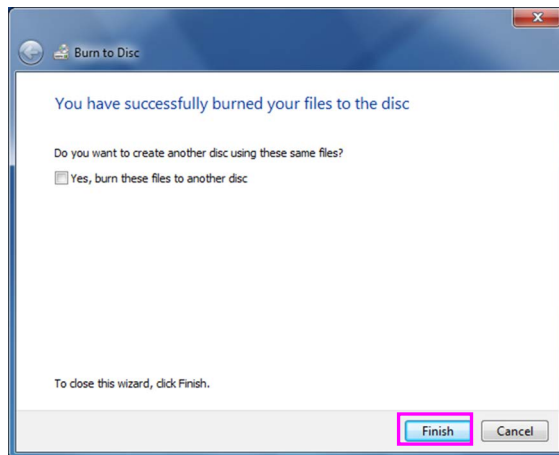 Burn to Disc
You have successfully burned your files to the disc
Do you want to create another disc using these same files?
Yes, burn these files to another disc
To close this wizard, click Finish.
Finish Cancel